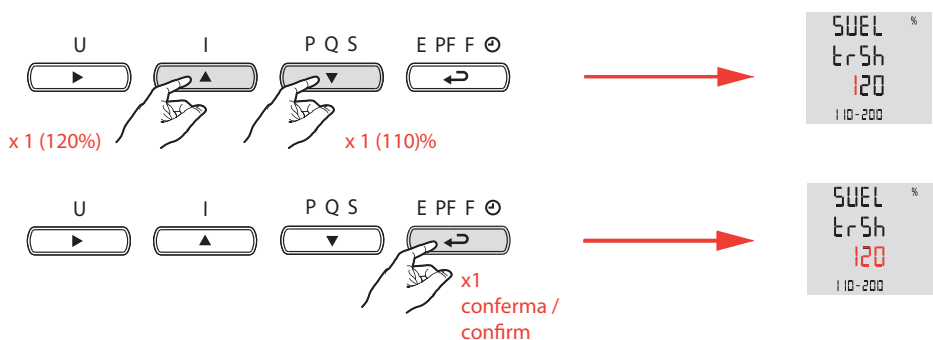 U I P Q S E PF F
SUEL %
trSh
120
110-200
x 1 (120%) x 1 (110)%
U I P Q S E PF F
SUEL %
trSh
120
110-200
x1
conferma /
confirm